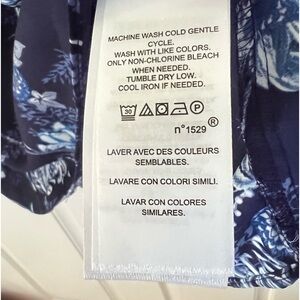 MACHINE WASH COLD GENTLE
CYCLE.
WASH WITH LIKE COLORS.
ONLY NON-CHLORINE BLEACH
WHEN NEEDED.
TUMBLE DRY LOW.
COOL IRON IF NEEDED.
30 P
n°1529 ®
LAVER AVEC DES COULEURS
SEMBLABLES.
LAVARE CON COLORI SIMILI.
LAVAR CON COLORES
SIMILARES.